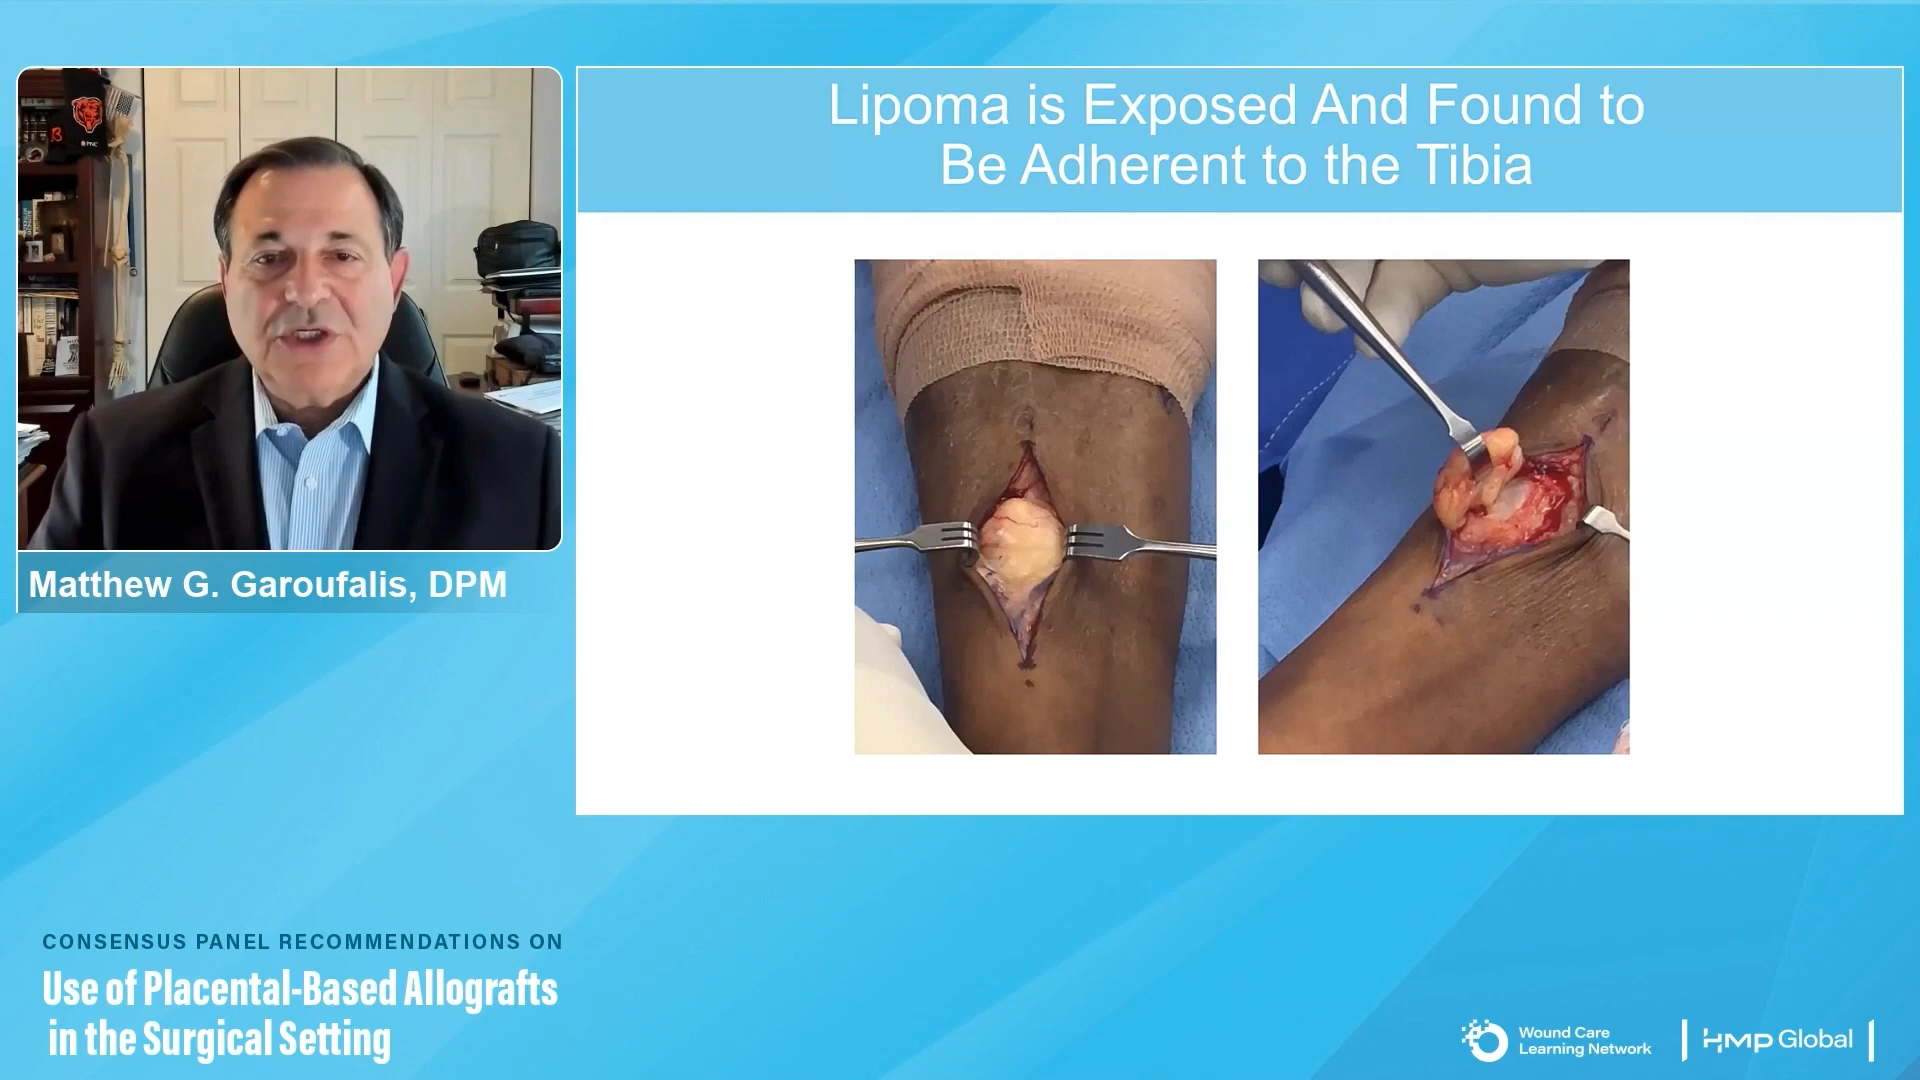 Lipoma is Exposed And Found to
Be Adherent to the Tibia
PNC
Matthew G. Garoufalis, DPM
CONSENSUS PANEL RECOMMENDATIONS ON
Use of Placental-Based Allografts
in the Surgical Setting
Wound Care
Learning Network
HMP Global